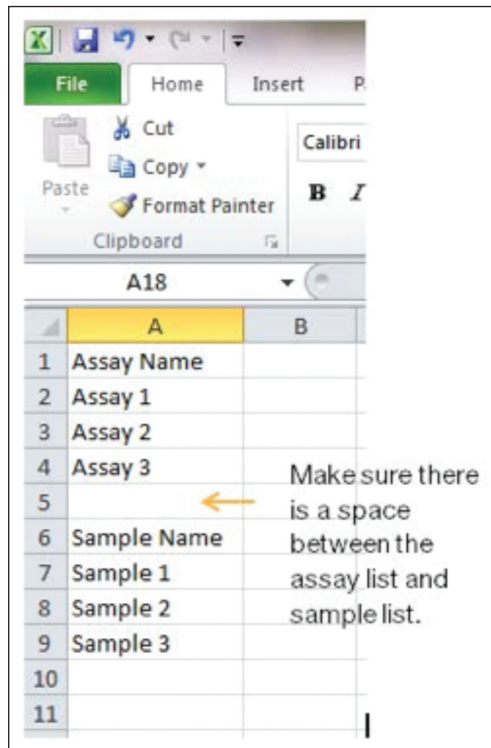 File Home Insert P
Cut
Copy
Paste
Format Painter
Clipboard
Calibri
B I
A18
A B
1 Assay Name
2 Assay 1
3 Assay 2
4 Assay 3
5
6 Sample Name
7 Sample 1
8 Sample 2
9 Sample 3
10
11
Make sure there
is a space
between the
assay list and
sample list.